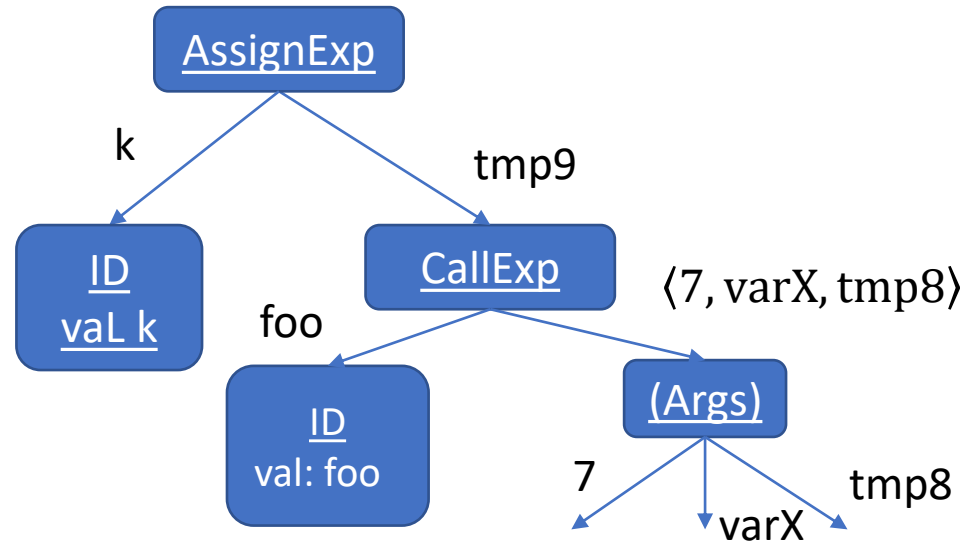 AssignExp
k
tmp9
ID
vaL k
CallExp
⟨7, varX, tmp8⟩
foo
ID
val: foo
(Args)
7
varX
tmp8